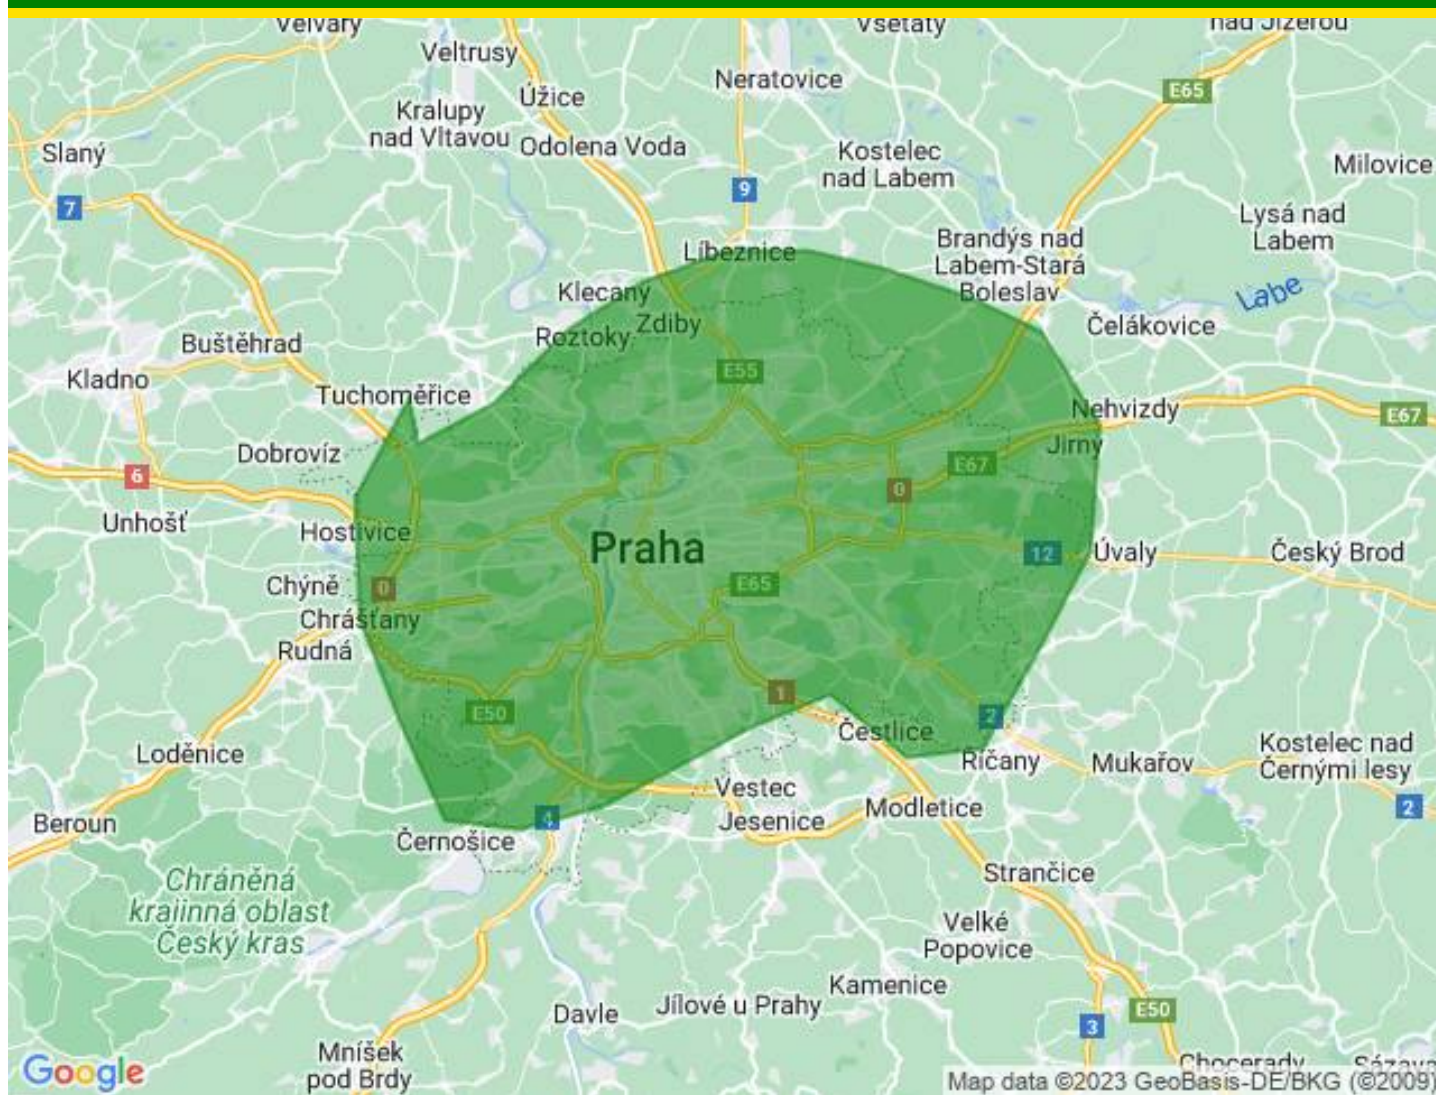 Velvary
Všetaty
nad Jizerou
Veltrusy
Neratovice
E65
Úžice
Kralupy
nad Vltavou
Odolena Voda
Slaný
Kostelec
nad Labem
Milovice
9
7
Lysá nad
Labem
Líbeznice
Brandýs nad
Labem-Stará
Boleslav
Labe
Klecany
Zdiby
Roztoky
Čelákovice
Buštěhrad
Kladno
E55
Tuchoměřice
Nehvizdy
E67
Jirny
Dobrovíz
E67
6
0
Unhošť
Hostivice
Praha
12
Úvaly
Český Brod
Chýně
0
E65
Chrášťany
Rudná
1
E50
2
Čestlice
Loděnice
Říčany
Mukařov
Kostelec nad
Černými lesy
Vestec
Modletice
2
Beroun
4
Jesenice
Černošice
Chráněná
krajinná oblast
Český kras
Strančice
Velké
Popovice
Kamenice
Davle
Jílové u Prahy
E50
3
Mníšek
pod Brdy
Chocerady
Sázava
Google
Map data ©2023 GeoBasis-DE/BKG (©2009)